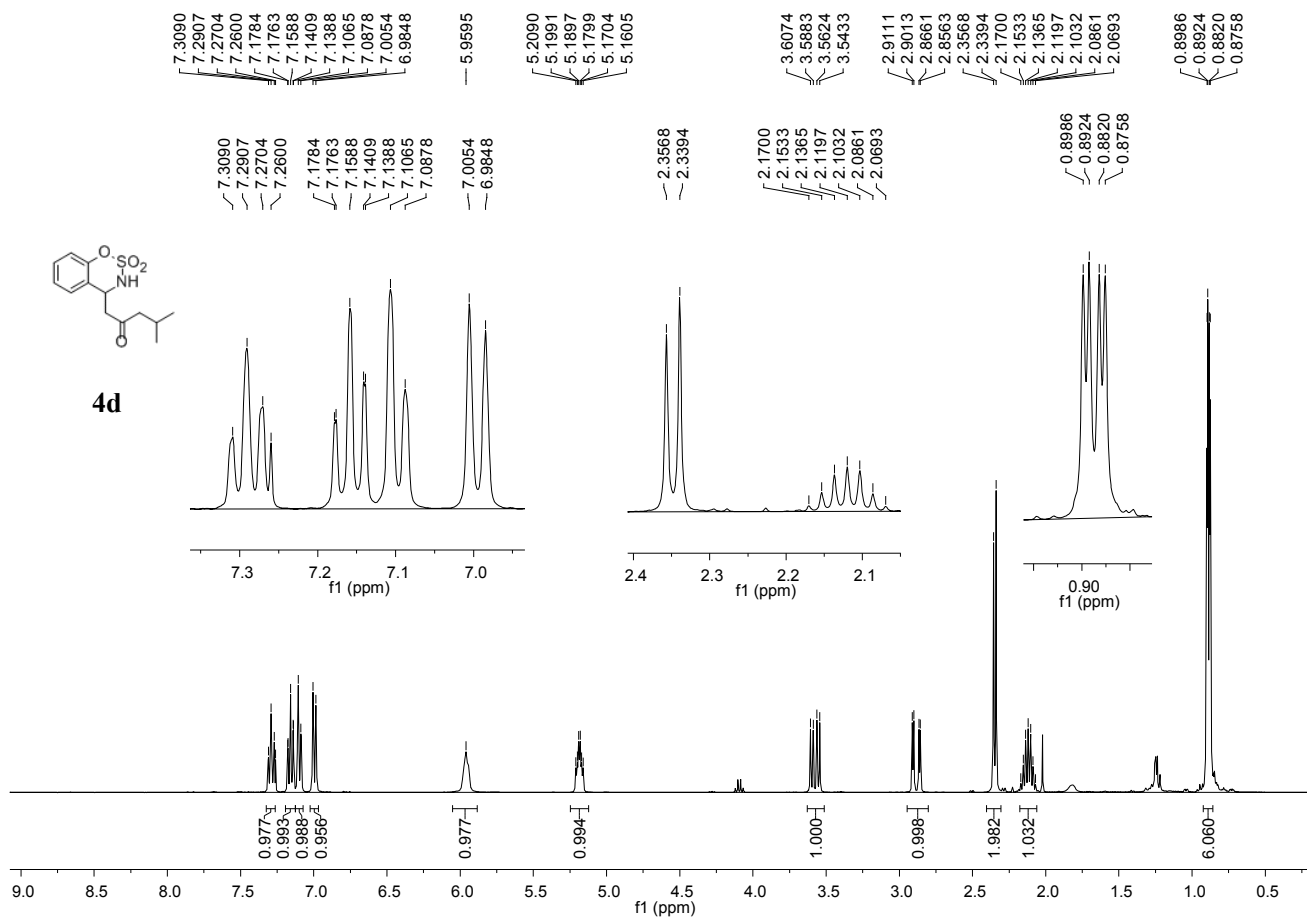 7.3090 7.2907 7.2704 7.2600 7.1784 7.1763 7.1588 7.1409 7.1388 7.1065 7.0878 7.0054 6.9848 5.9595 5.2090 5.1991 5.1897 5.1799 5.1704 5.1605 3.6074 3.5883 3.5624 3.5433 2.9111 2.9013 2.8661 2.8563 2.3568 2.3394 2.1700 2.1533 2.1365 2.1197 2.1032 2.0861 2.0693 0.8986 0.8924 0.8820 0.8758
7.3090 7.2907 7.2704 7.2600 7.1784 7.1763 7.1588 7.1409 7.1388 7.1065 7.0878 7.0054 6.9848
2.3568 2.3394 2.1700 2.1533 2.1365 2.1197 2.1032 2.0861 2.0693
0.8986 0.8924 0.8820 0.8758
O
SO2
NH
O
4d
7.3 7.2 7.1 7.0
f1 (ppm)
2.4 2.3 2.2 2.1
f1 (ppm)
0.90
f1 (ppm)
0.977 0.993 0.988 0.956 0.977 0.994 1.000 0.998 1.982 1.032 6.060
9.0 8.5 8.0 7.5 7.0 6.5 6.0 5.5 5.0 4.5 4.0 3.5 3.0 2.5 2.0 1.5 1.0 0.5
f1 (ppm)